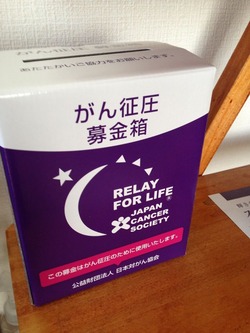 あたたかいご協力をお願いします。
がん征圧
募金箱
RELAY
FOR LIFE®
JAPAN
CANCER
SOCIETY
この募金はがん征圧のために使用いたします。
公益財団法人 日本対がん協会